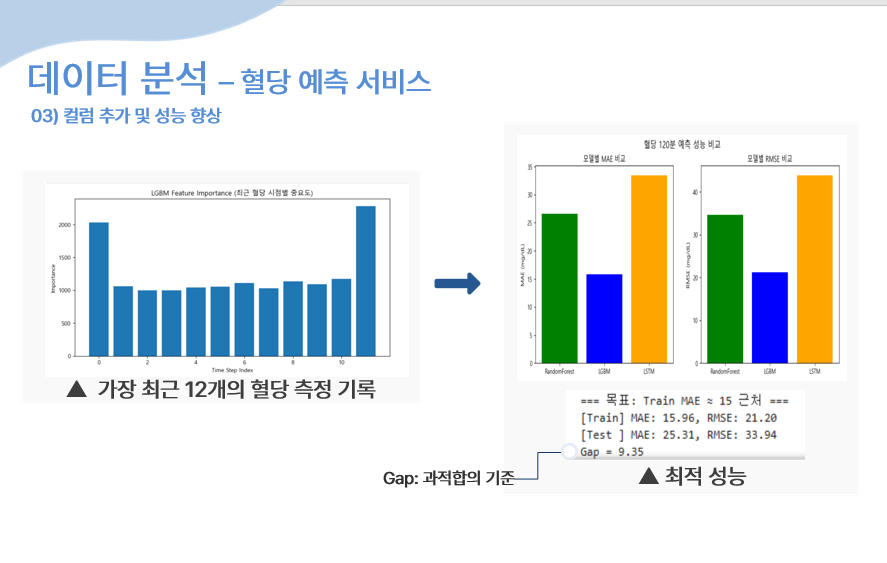 데이터 분석 – 혈당 예측 서비스
03) 컬럼 추가 및 성능 향상
LGBM Feature Importance (최근 혈당 시점별 중요도)
Importance
2000
1500
1000
500
0
0 2 4 6 8 10
Time Step Index
▲ 가장 최근 12개의 혈당 측정 기록
혈당 120분 예측 성능 비교
모델별 MAE 비교
MAE (mg/dL)
35
30
25
20
15
10
5
0
RandomForest LGBM LSTM
모델별 RMSE 비교
RMSE (mg/dL)
40
30
20
10
0
RandomForest LGBM LSTM
=== 목표: Train MAE ≈ 15 근처 ===
[Train] MAE: 15.96, RMSE: 21.20
[Test ] MAE: 25.31, RMSE: 33.94
Gap = 9.35
Gap: 과적합의 기준
▲ 최적 성능